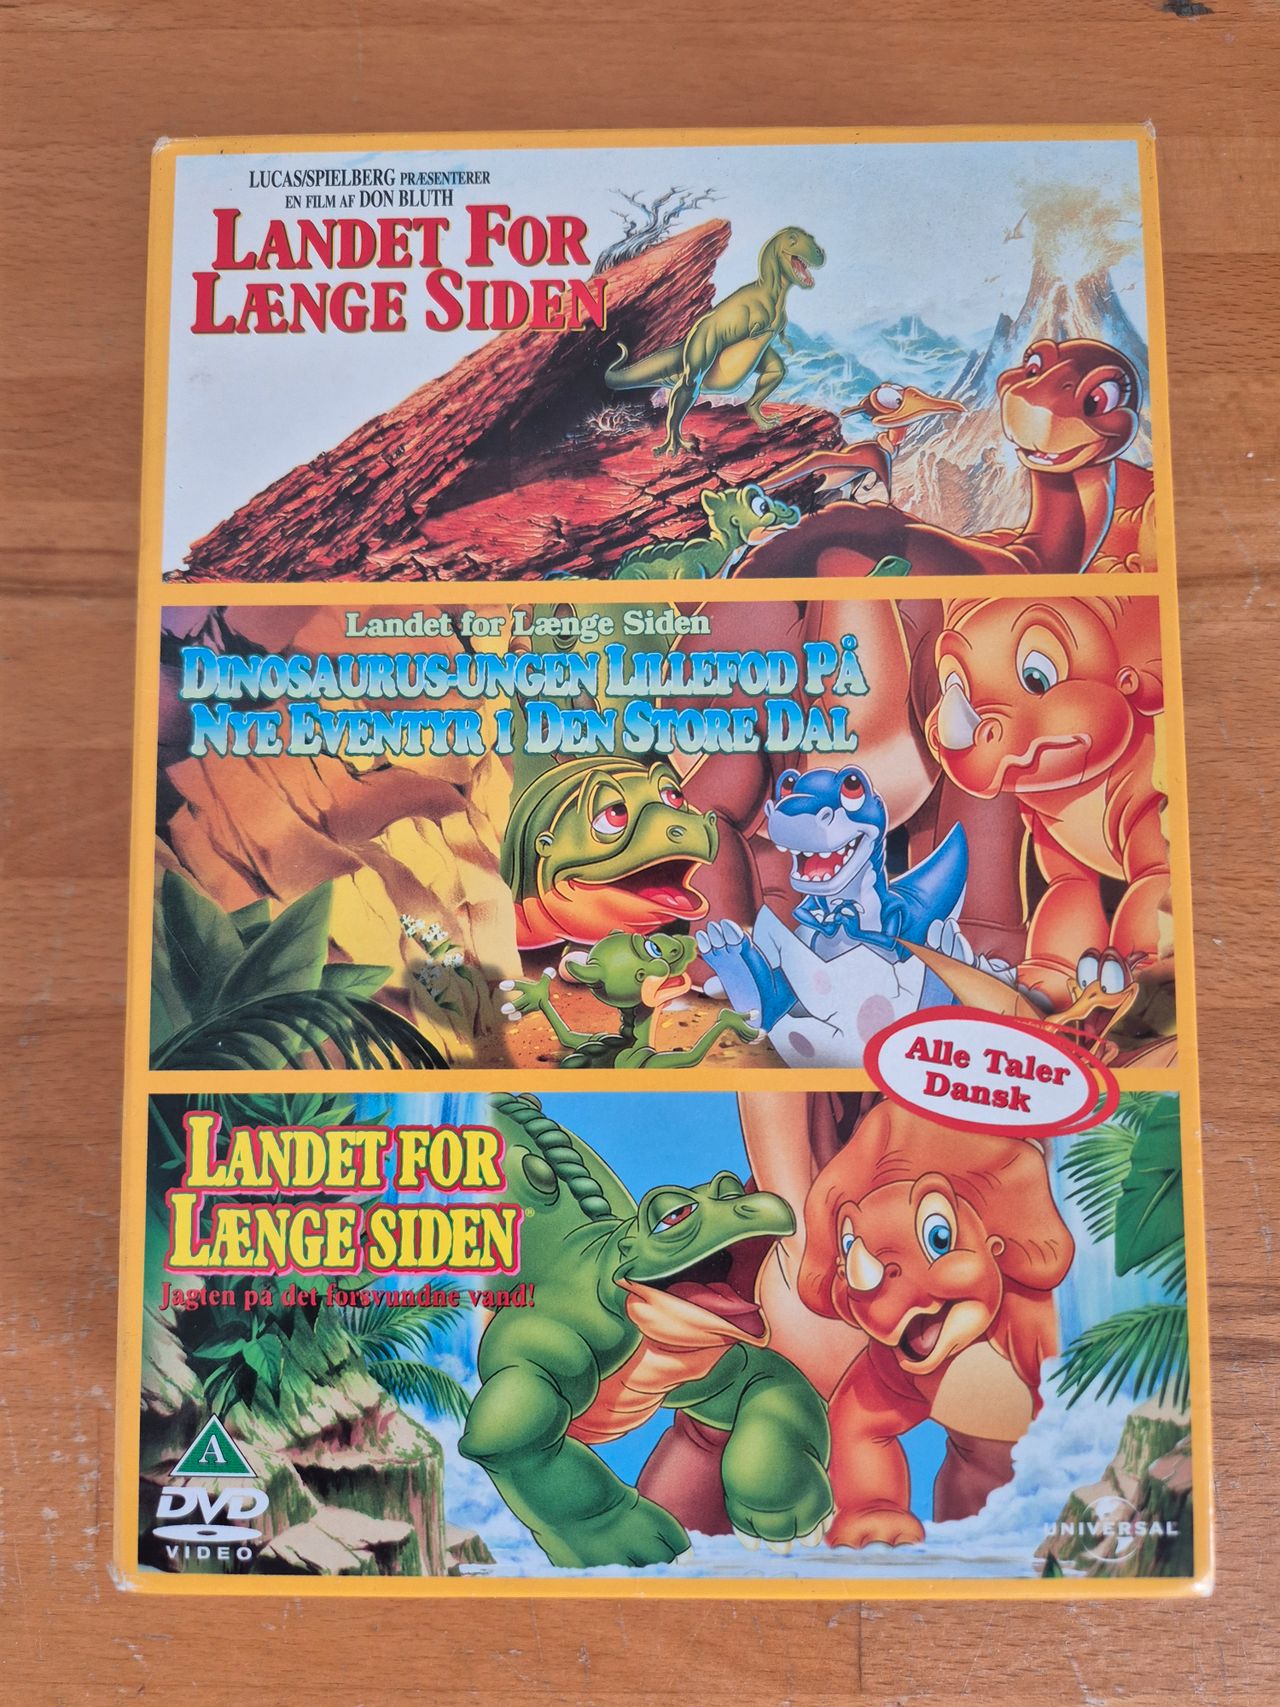 LUCAS/SPIELBERG PRÆSENTERER
EN FILM AF DON BLUTH
LANDET FOR
LÆNGE SIDEN
Landet for Længe Siden
DINOSAURUS-UNGEN LILLEFOD PÅ
NYE EVENTYR I DEN STORE DAL
Alle Taler
Dansk
LANDET FOR
LÆNGE SIDEN®
Jagten på det forsvundne vand!
A
DVD
VIDEO
UNIVERSAL